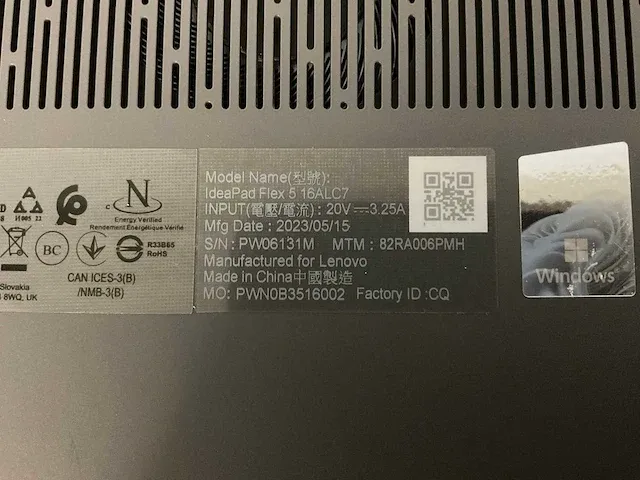 Model Name(型號):
IdeaPad Flex 5 16ALC7
INPUT(電壓/電流): 20V⎓3.25A
Mfg Date : 2023/05/15
S/N : PW06131M MTM : 82RA006PMH
Manufactured for Lenovo
Made in China中國製造
MO: PWN0B3516002 Factory ID :CQ
N
Energy Verified
Rendement Énergétique Vérifié
BC
R33B65
RoHS
CAN ICES-3(B)
/NMB-3(B)
Slovakia
8WQ, UK
Windows